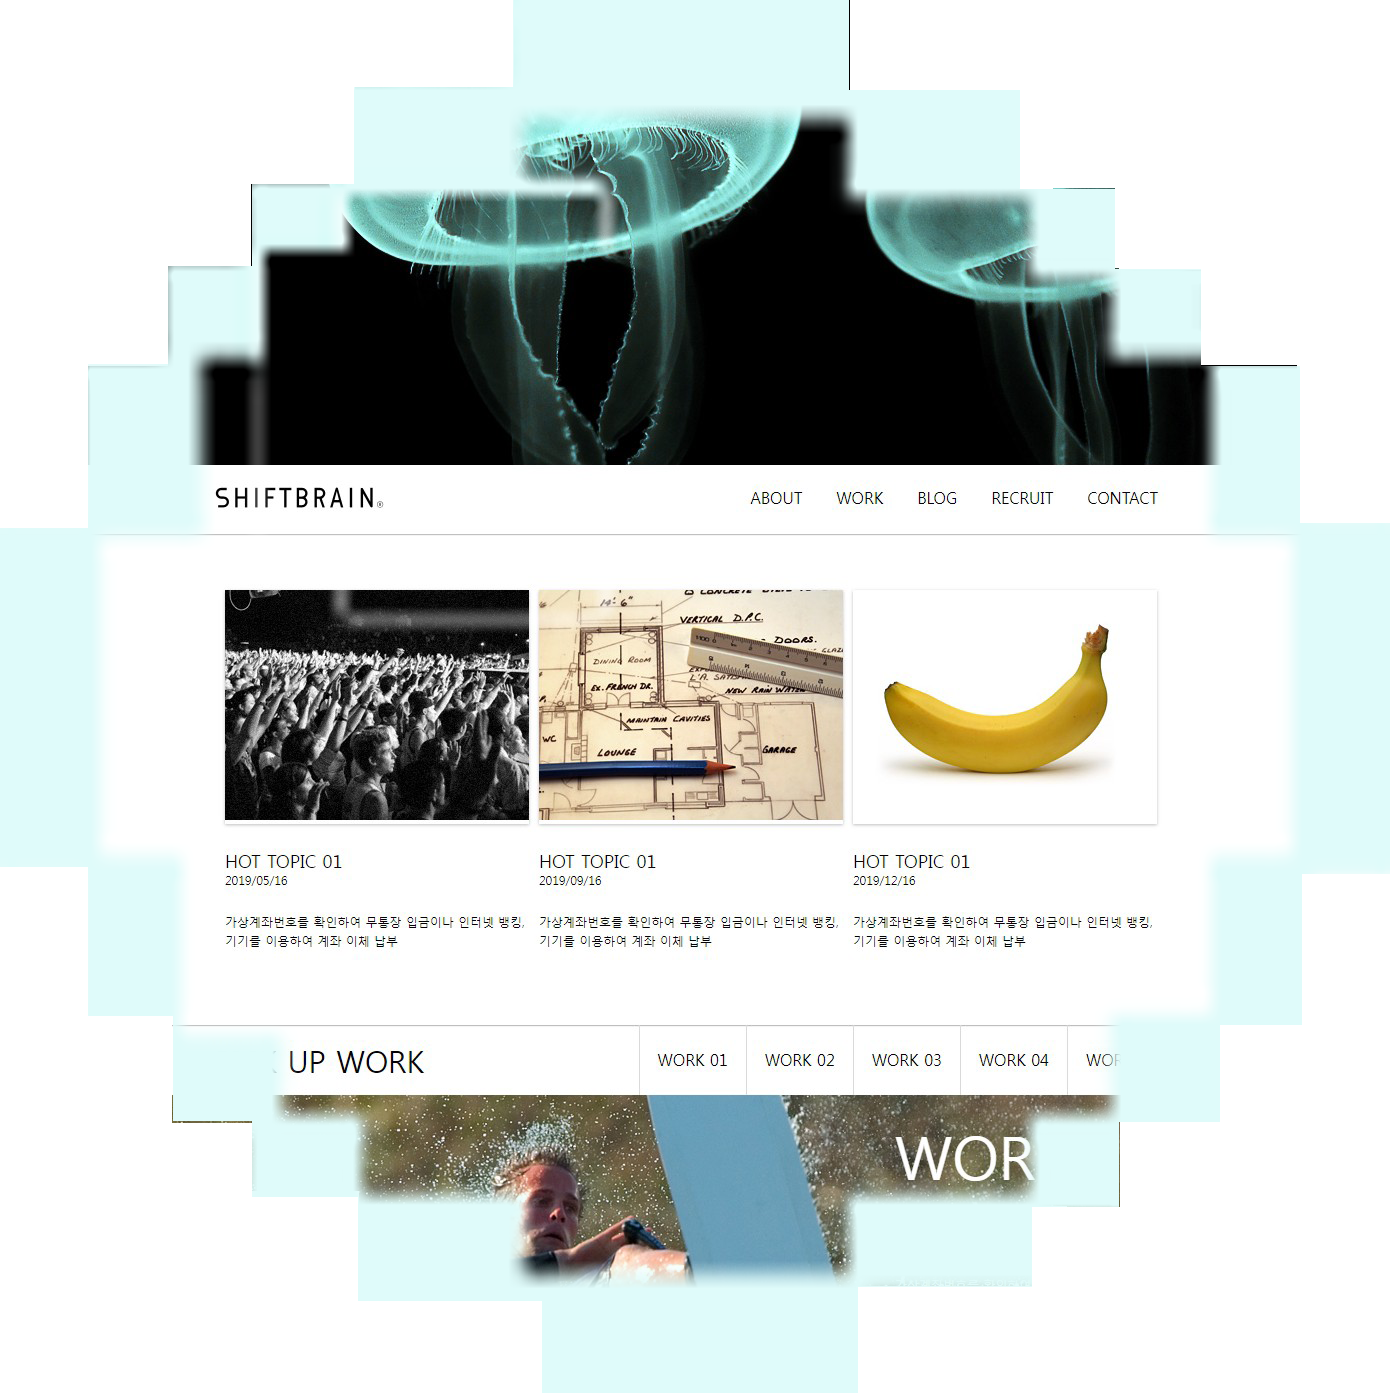 SHIFTBRAIN®
ABOUT WORK BLOG RECRUIT CONTACT
14'-6"
VERTICAL D.P.C.
DOORS.
DINING ROOM
EX. FRENCH DR.
NEW RAIN WATER
MAINTAIN CAVITIES
WC
LOUNGE
GARAGE
HOT TOPIC 01
2019/05/16
가상계좌번호를 확인하여 무통장 입금이나 인터넷 뱅킹,
기기를 이용하여 계좌 이체 납부
HOT TOPIC 01
2019/09/16
가상계좌번호를 확인하여 무통장 입금이나 인터넷 뱅킹,
기기를 이용하여 계좌 이체 납부
HOT TOPIC 01
2019/12/16
가상계좌번호를 확인하여 무통장 입금이나 인터넷 뱅킹,
기기를 이용하여 계좌 이체 납부
UP WORK
WORK 01 WORK 02 WORK 03 WORK 04 WOR
WOR